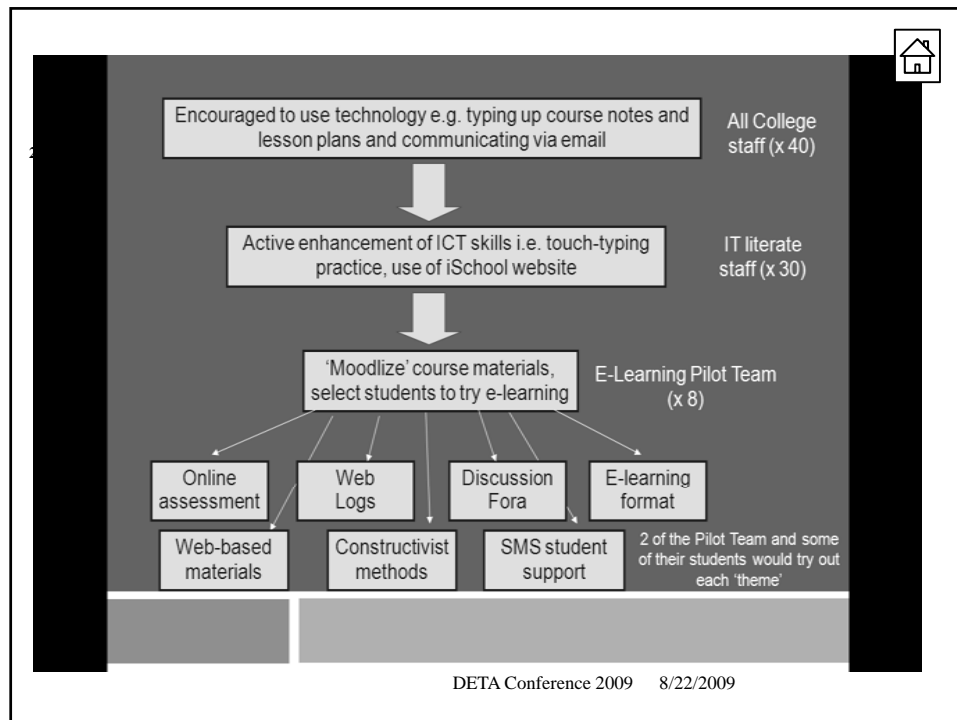 Encouraged to use technology e.g. typing up course notes and
lesson plans and communicating via email
All College
staff (x 40)
2
Active enhancement of ICT skills i.e. touch-typing
practice, use of iSchool website
IT literate
staff (x 30)
'Moodlize' course materials,
select students to try e-learning
E-Learning Pilot Team
(x 8)
Online
assessment
Web
Logs
Discussion
Fora
E-learning
format
Web-based
materials
Constructivist
methods
SMS student
support
2 of the Pilot Team and some
of their students would try out
each 'theme'
DETA Conference 2009 8/22/2009